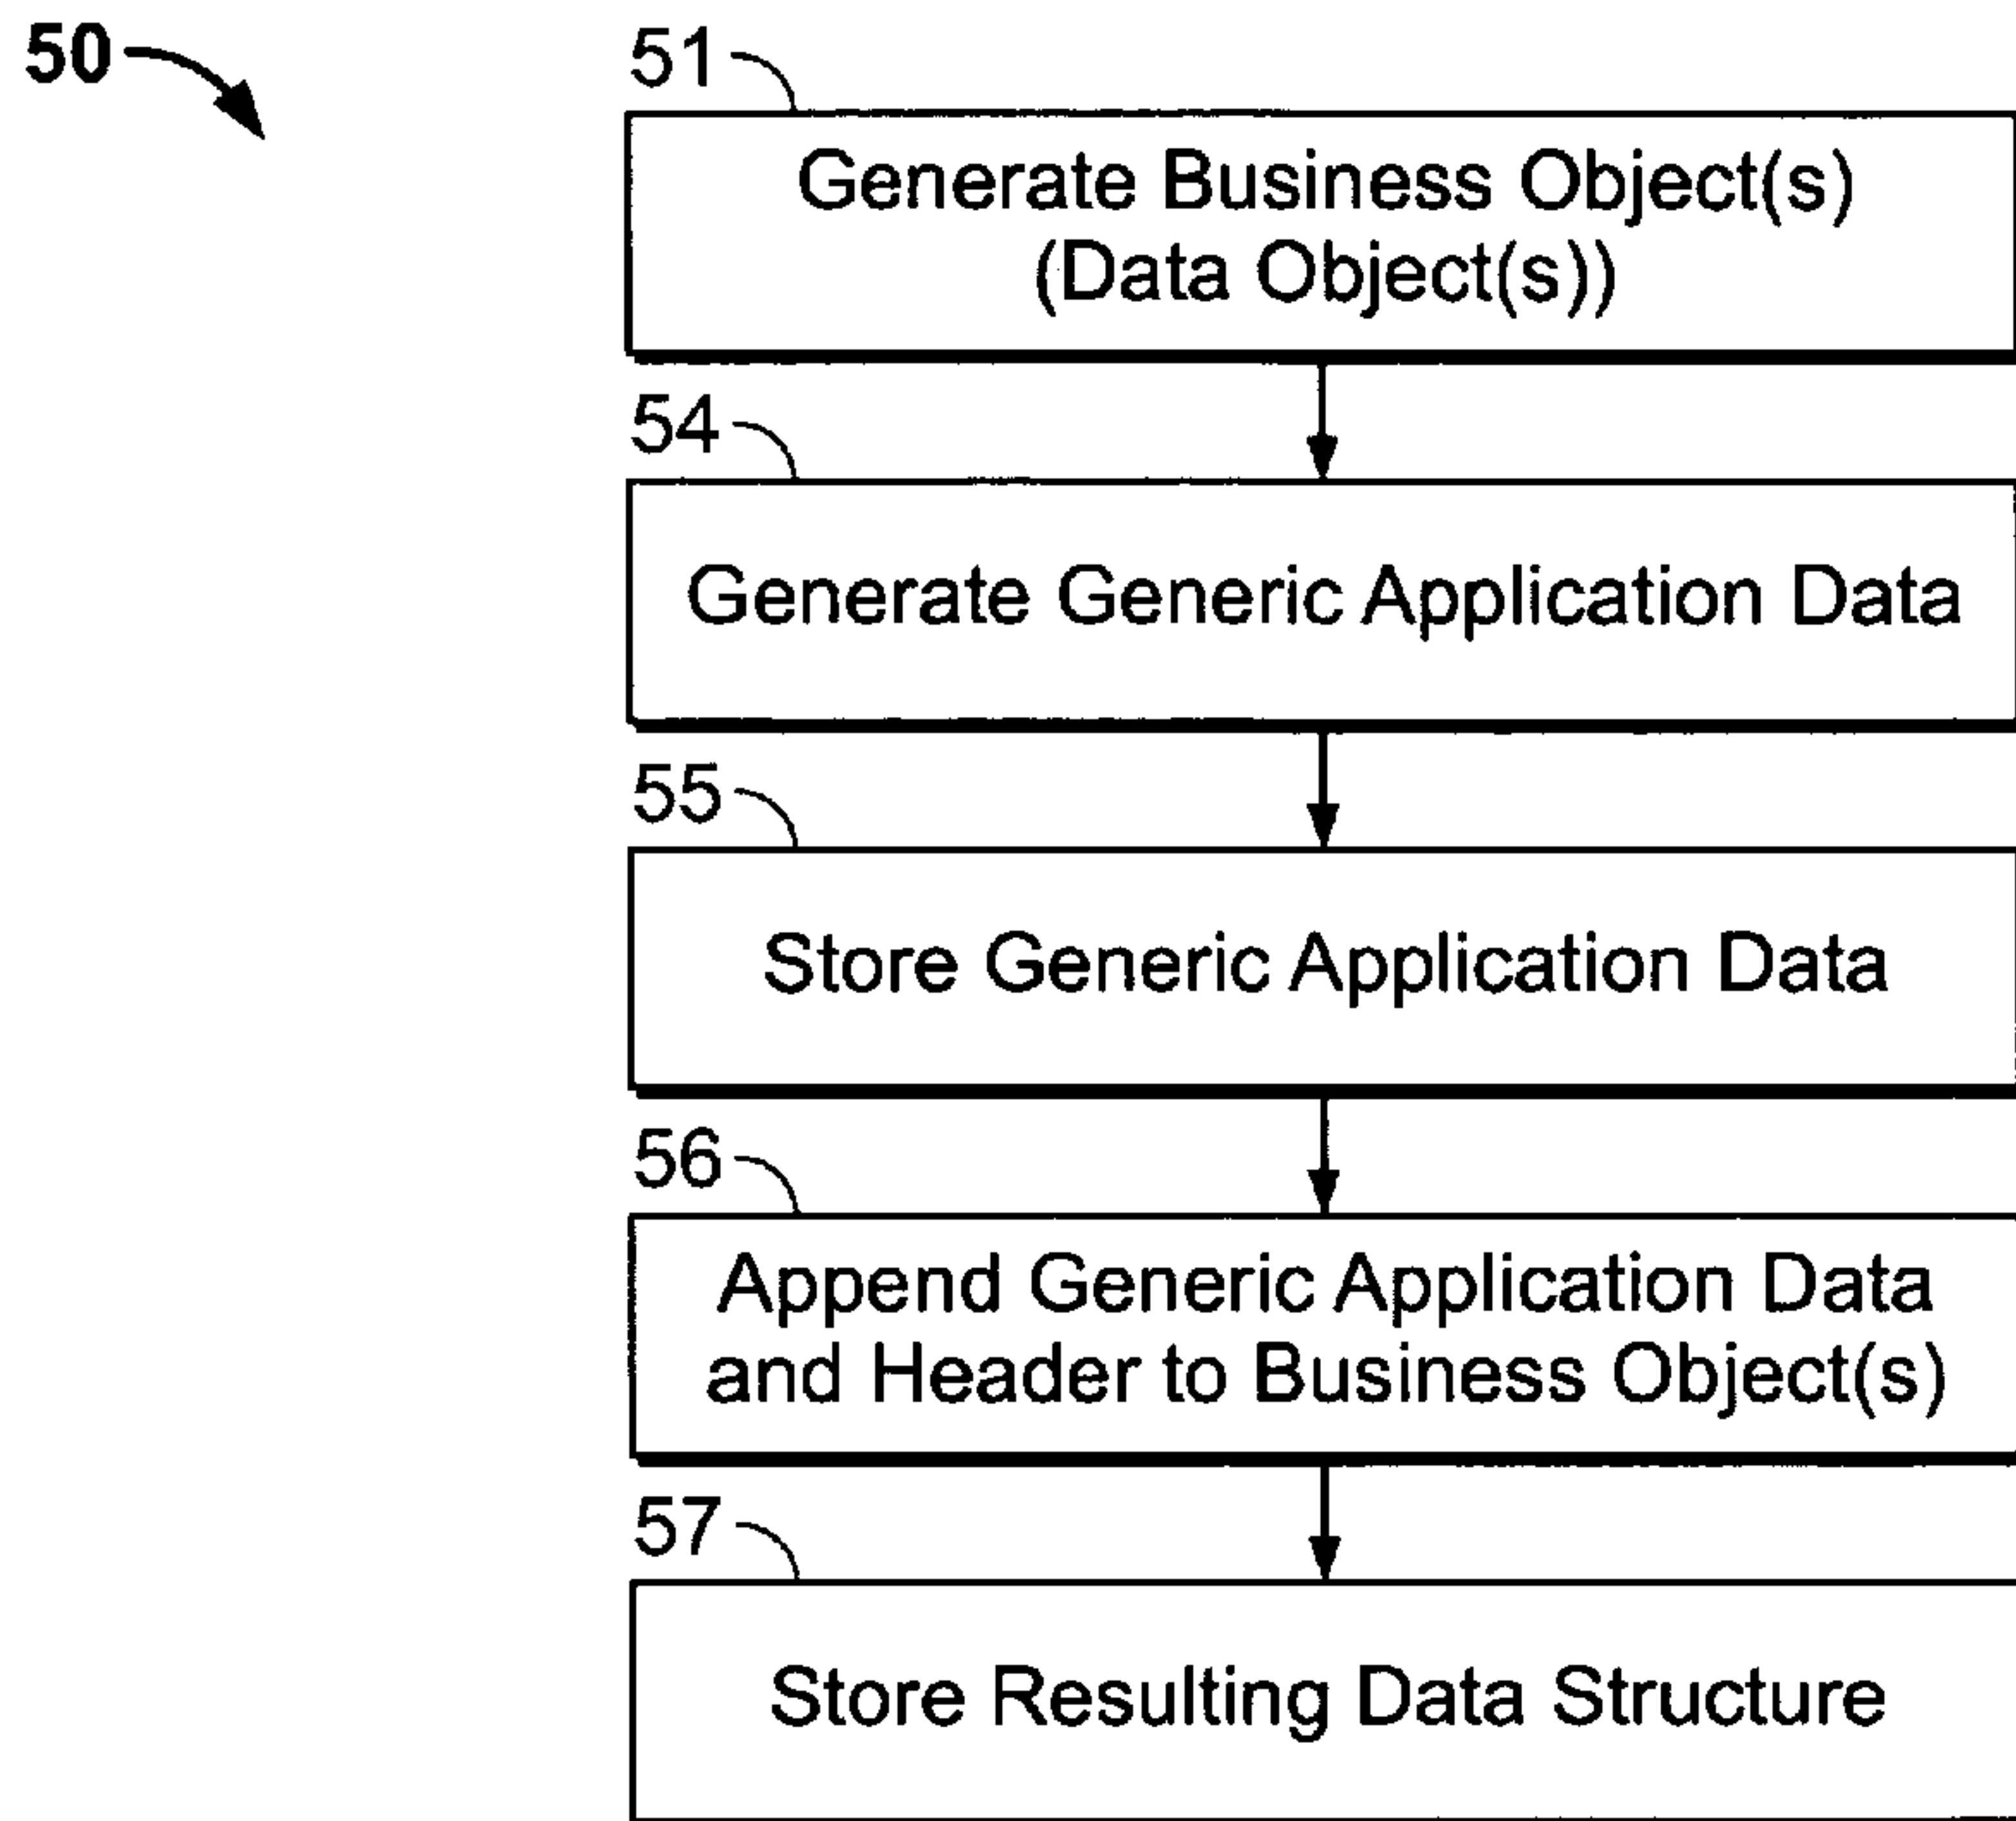 50
51
Generate Business Object(s)
(Data Object(s))
54
Generate Generic Application Data
55
Store Generic Application Data
56
Append Generic Application Data
and Header to Business Object(s)
57
Store Resulting Data Structure